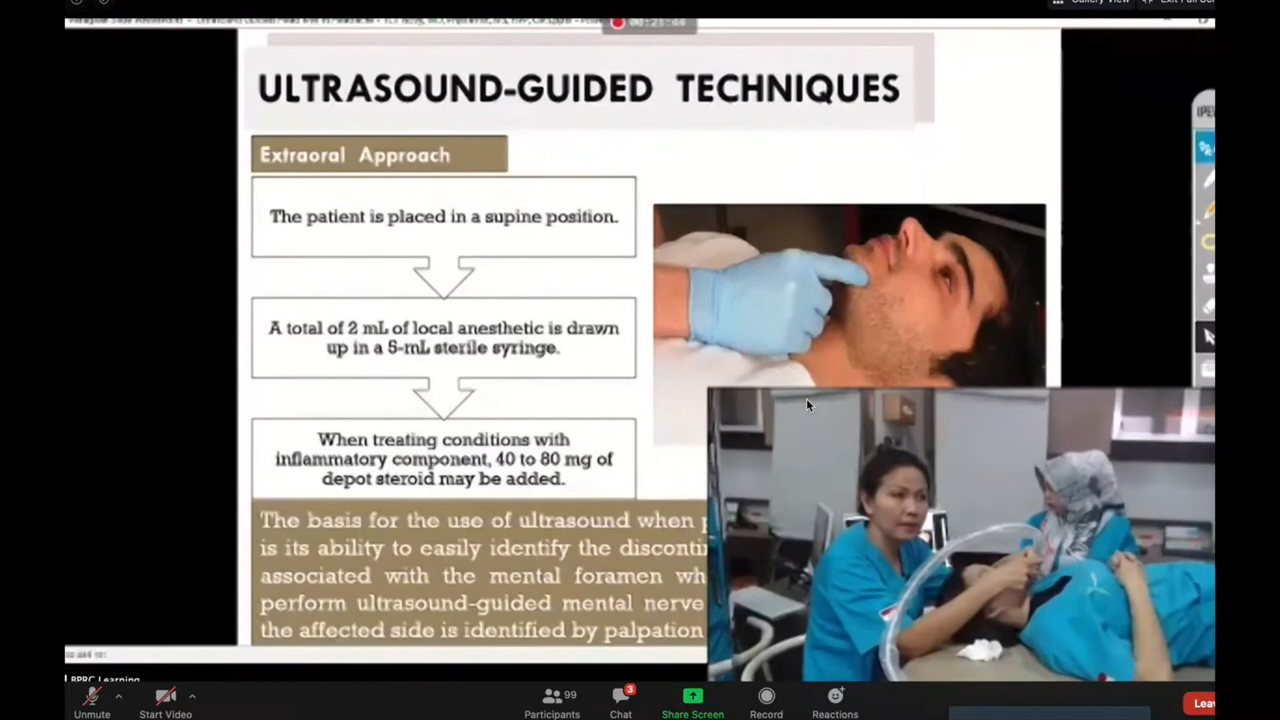 Gallery View
ULTRASOUND-GUIDED TECHNIQUES
Extraoral Approach
The patient is placed in a supine position.
A total of 2 mL of local anesthetic is drawn
up in a 5-mL sterile syringe.
When treating conditions with
inflammatory component, 40 to 80 mg of
depot steroid may be added.
The basis for the use of ultrasound when
is its ability to easily identify the
associated with the mental foramen
perform ultrasound-guided mental nerve
the affected side is identified by palpation
BPRC Learning
Unmute
Start Video
99
Participants
3
Chat
Share Screen
Record
Reactions